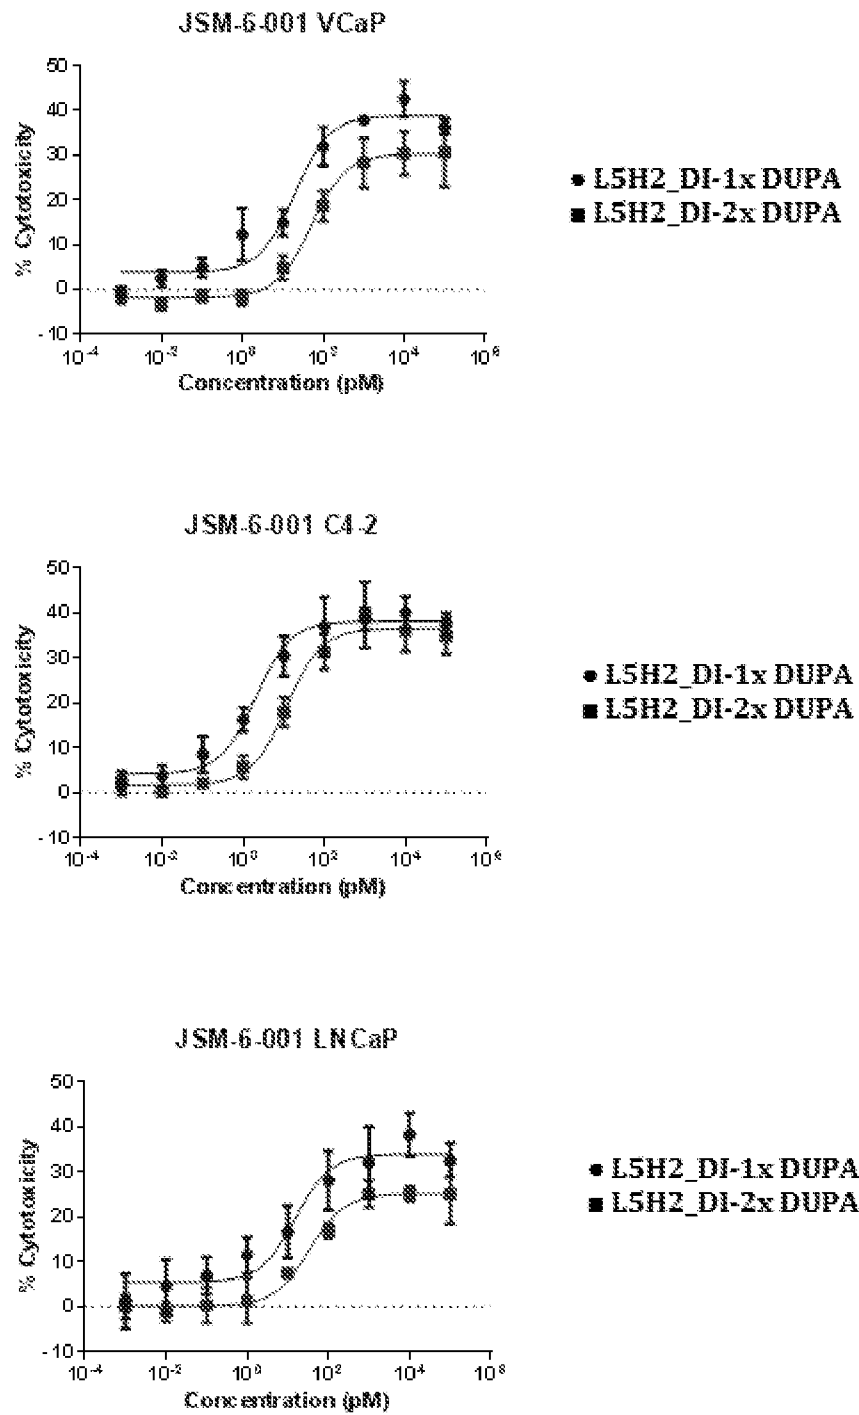 JSM-6-001 VCaP
50
40
30
20
10
0
-10
% Cytotoxicity
10⁻⁴ 10⁻² 10⁰ 10² 10⁴ 10⁶
Concentration (pM)
L5H2_DI-1x DUPA
L5H2_DI-2x DUPA
JSM-6-001 C4-2
50
40
30
20
10
0
-10
% Cytotoxicity
10⁻⁴ 10⁻² 10⁰ 10² 10⁴ 10⁶
Concentration (pM)
L5H2_DI-1x DUPA
L5H2_DI-2x DUPA
JSM-6-001 LNCaP
50
40
30
20
10
0
-10
% Cytotoxicity
10⁻⁴ 10⁻² 10⁰ 10² 10⁴ 10⁶
Concentration (pM)
L5H2_DI-1x DUPA
L5H2_DI-2x DUPA